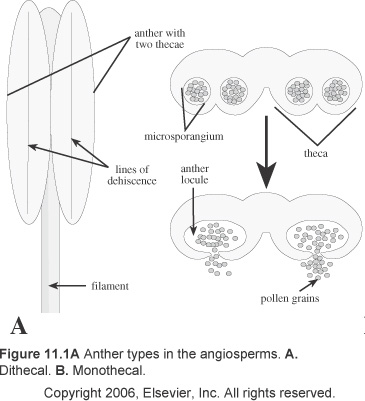 anther with
two thecae
microsporangium
theca
lines of
dehiscence
anther
locule
filament
pollen grains
A
Figure 11.1A Anther types in the angiosperms. A.
Dithecal. B. Monothecal.
Copyright 2006, Elsevier, Inc. All rights reserved.